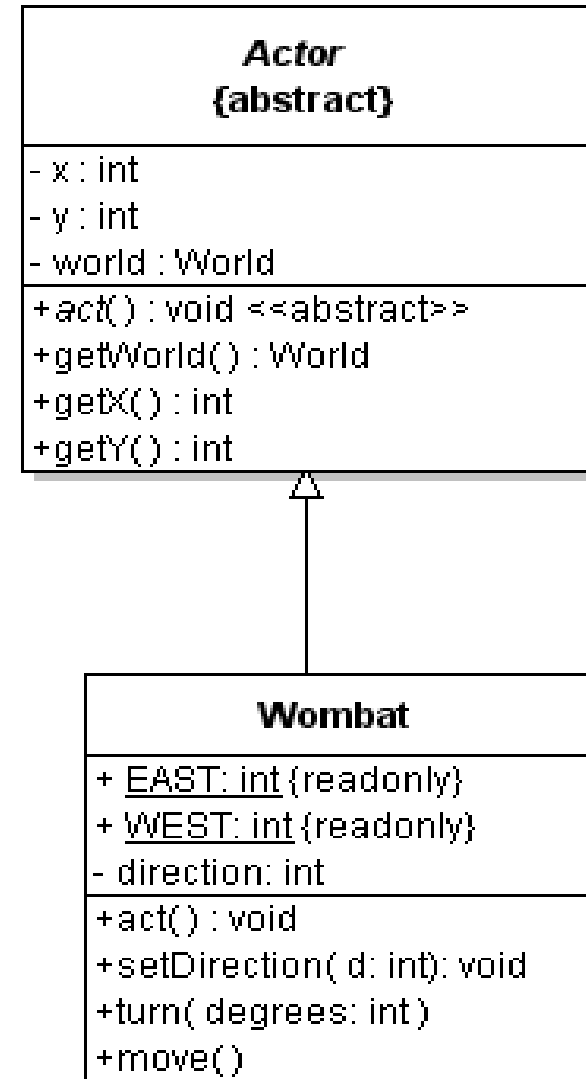 Actor
{abstract}
- x : int
- y : int
- world : World
+act() : void <<abstract>>
+getWorld() : World
+getX() : int
+getY() : int
Wombat
+ EAST: int {readonly}
+ WEST: int {readonly}
- direction: int
+act() : void
+setDirection( d: int): void
+turn( degrees: int )
+move()